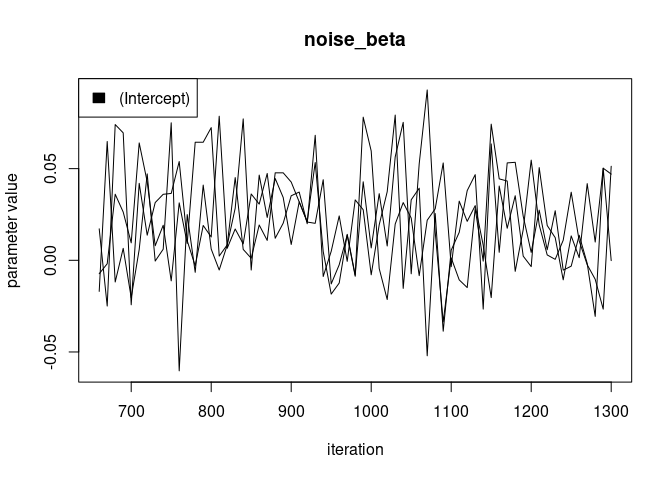 noise_beta
(Intercept)
parameter value
0.05
0.00
-0.05
700 800 900 1000 1100 1200 1300
iteration